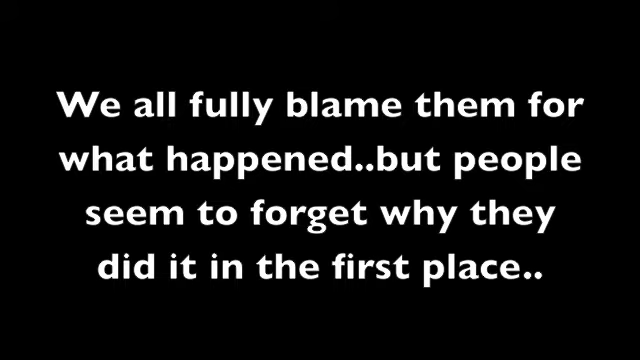 We all fully blame them for
what happened..but people
seem to forget why they
did it in the first place..